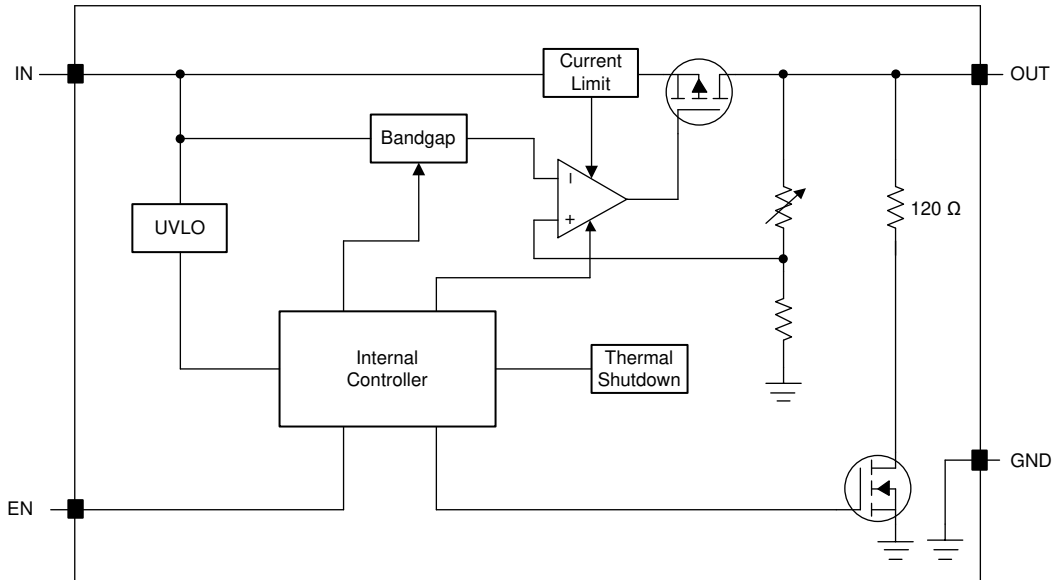 IN
Current
Limit
OUT
Bandgap
UVLO
120 Ω
Internal
Controller
Thermal
Shutdown
GND
EN